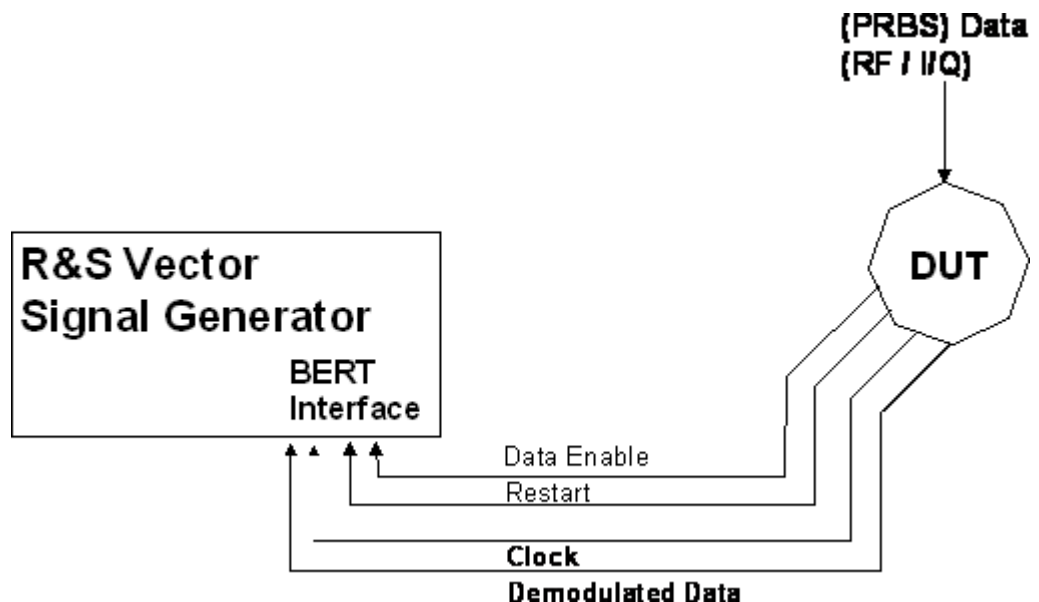 (PRBS) Data
(RF / I/Q)
DUT
R&S Vector
Signal Generator
BERT
Interface
Data Enable
Restart
Clock
Demodulated Data